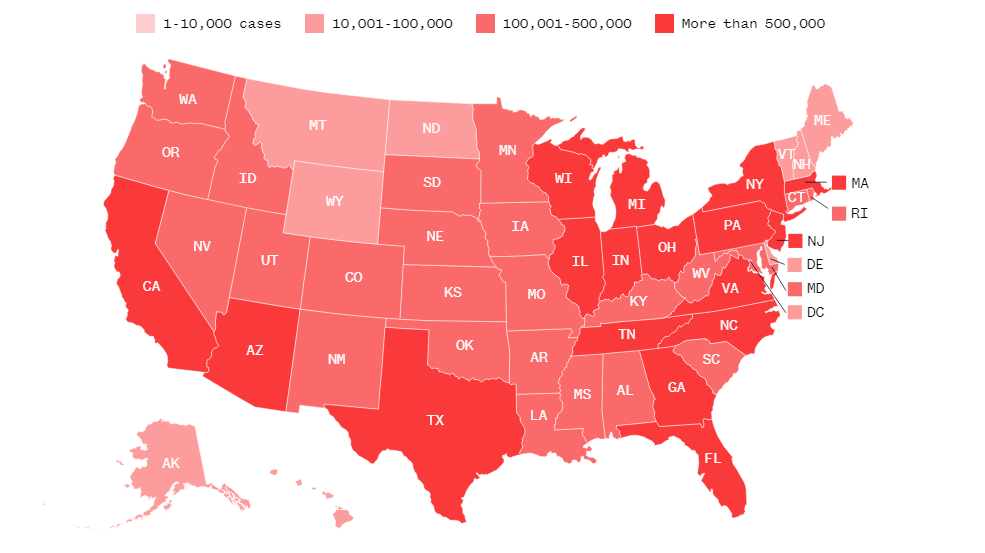 1-10,000 cases 10,001-100,000 100,001-500,000 More than 500,000
WA
MT
ND
ME
OR
MN
VT
NH
ID
SD
WI
NY
MA
WY
MI
CT
RI
NE
IA
PA
NV
OH
NJ
UT
IL
IN
DE
CO
WV
CA
KS
MO
KY
VA
MD
DC
NC
TN
AZ
NM
OK
AR
SC
MS
AL
GA
TX
LA
FL
AK